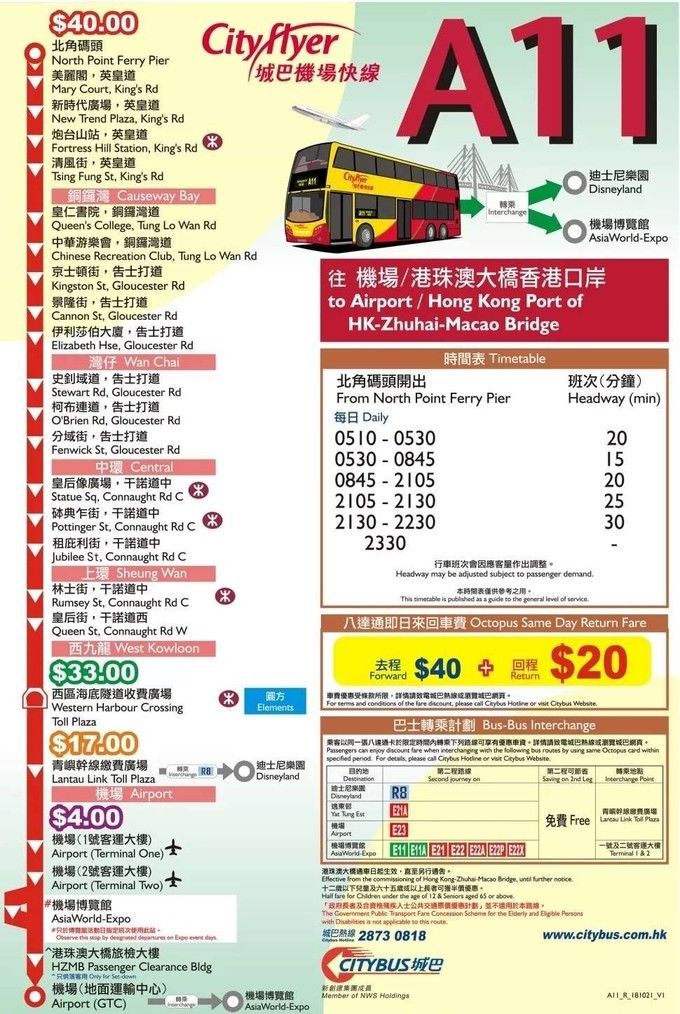 $40.00
北角碼頭
North Point Ferry Pier
美麗閣，英皇道
Mary Court, King's Rd
新時代廣場，英皇道
New Trend Plaza, King's Rd
炮台山站，英皇道
Fortress Hill Station, King's Rd
清風街，英皇道
Tsing Fung St, King's Rd
銅鑼灣 Causeway Bay
皇仁書院，銅鑼灣道
Queen's College, Tung Lo Wan Rd
中華游樂會，銅鑼灣道
Chinese Recreation Club, Tung Lo Wan Rd
京士頓街，告士打道
Kingston St, Gloucester Rd
景隆街，告士打道
Cannon St, Gloucester Rd
伊利莎伯大廈，告士打道
Elizabeth Hse, Gloucester Rd
灣仔 Wan Chai
史釗域道，告士打道
Stewart Rd, Gloucester Rd
柯布連道，告士打道
O'Brien Rd, Gloucester Rd
分域街，告士打道
Fenwick St, Gloucester Rd
中環 Central
皇后像廣場，干諾道中
Statue Sq, Connaught Rd C
砵典乍街，干諾道中
Pottinger St, Connaught Rd C
租庇利街，干諾道中
Jubilee St, Connaught Rd C
上環 Sheung Wan
林士街，干諾道中
Rumsey St, Connaught Rd C
皇后街，干諾道西
Queen St, Connaught Rd W
西九龍 West Kowloon
$33.00
西區海底隧道收費廣場
Western Harbour Crossing
Toll Plaza
圓方
Elements
$17.00
青嶼幹線繳費廣場
Lantau Link Toll Plaza
轉乘
Interchange
R8
迪士尼樂園
Disneyland
機場 Airport
$4.00
機場(1號客運大樓)
Airport (Terminal One)
機場(2號客運大樓)
Airport (Terminal Two)
#機場博覽館
AsiaWorld-Expo
#只於博覽館活動日指定班次使用此站。
Observe this stop by designated departures on Expo event days.
^港珠澳大橋旅檢大樓
HZMB Passenger Clearance Bldg
^只供落客用 Only for Set-down
機場(地面運輸中心)
Airport (GTC)
轉乘
Interchange
機場博覽館
AsiaWorld-Expo
Cityflyer
城巴機場快線
A11
A11
Cityflyer
轉乘
Interchange
迪士尼樂園
Disneyland
機場博覽館
AsiaWorld-Expo
往 機場/港珠澳大橋香港口岸
to Airport / Hong Kong Port of
HK-Zhuhai-Macao Bridge
時間表 Timetable
北角碼頭開出
From North Point Ferry Pier
班次(分鐘)
Headway (min)
每日 Daily
0510 - 0530 20
0530 - 0845 15
0845 - 2105 20
2105 - 2130 25
2130 - 2230 30
2330 -
行車班次會因應客量作出調整。
Headway may be adjusted subject to passenger demand.
本時間表僅供參考之用。
This timetable is published as a guide to the general level of service.
八達通即日來回車費 Octopus Same Day Return Fare
去程
Forward
$40
+
回程
Return
$20
車費優惠受條款所限，詳情請致電城巴熱線或瀏覽城巴網頁。
For terms and conditions of the fare discount, please call Citybus Hotline or visit Citybus Website.
巴士轉乘計劃 Bus-Bus Interchange
乘客以同一張八達通卡於限定時間內轉乘下列路線可享有優惠車資，詳情請致電城巴熱線或瀏覽城巴網頁。
Passengers can enjoy discount fare when interchanging with the following bus routes by using same Octopus card within
specified period. For details, please call Citybus Hotline or visit Citybus Website.
目的地
Destination
第二程路線
Second journey on
第二程可節省
Saving on 2nd Leg
轉乘地點
Interchange Point
迪士尼樂園
Disneyland
R8
逸東邨
Yat Tung Est
E21A
機場
Airport
E23
機場博覽館
AsiaWorld-Expo
E11 E11A E21 E22 E22A E22P E22X
免費 Free
青嶼幹線繳費廣場
Lantau Link Toll Plaza
一號及二號客運大樓
Terminal 1 & 2
港珠澳大橋通車日起生效，直至另行通告。
Effective from the commissioning of Hong Kong-Zhuhai-Macao Bridge, until further notice.
十二歲以下兒童及六十五歲或以上長者可獲半價優惠。
Half fare for Children under the age of 12 & Seniors aged 65 or above.
「政府長者及合資格殘疾人士公共交通票價優惠計劃」並不適用於本路線。
The Government Public Transport Fare Concession Scheme for the Elderly and Eligible Persons
with Disabilities is not applicable to this route.
城巴熱線
Citybus Hotline
2873 0818
www.citybus.com.hk
CITYBUS 城巴
新創建集團成員
Member of NWS Holdings
A11_R_181021_V1